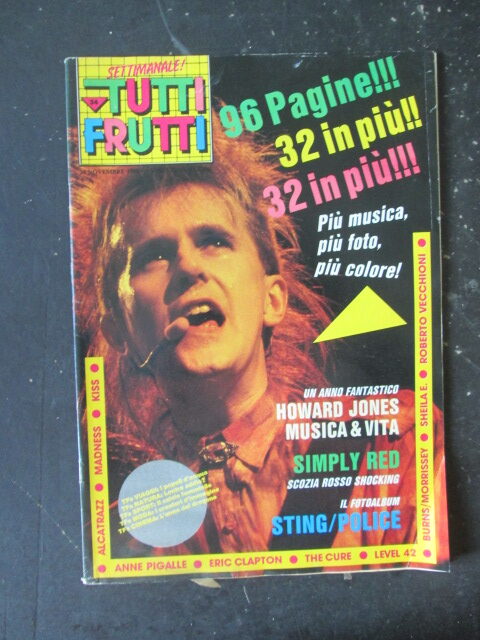 SETTIMANALE!
TUTTI
FRUTTI
NOVEMBRE
96 Pagine!!!
32 in più!!
32 in più!!!
Più musica,
più foto,
più colore!
UN ANNO FANTASTICO
HOWARD JONES
MUSICA & VITA
SIMPLY RED
SCOZIA ROSSO SHOCKING
IL FOTOALBUM
STING/POLICE
ALCATRAZZ ● MADNESS ● KISS ●
● ANNE PIGALLE ● ERIC CLAPTON ● THE CURE ● LEVEL 42 ●
BURNS/MORRISSEY ● SHEILA E. ● ROBERTO VECCHIONI ●